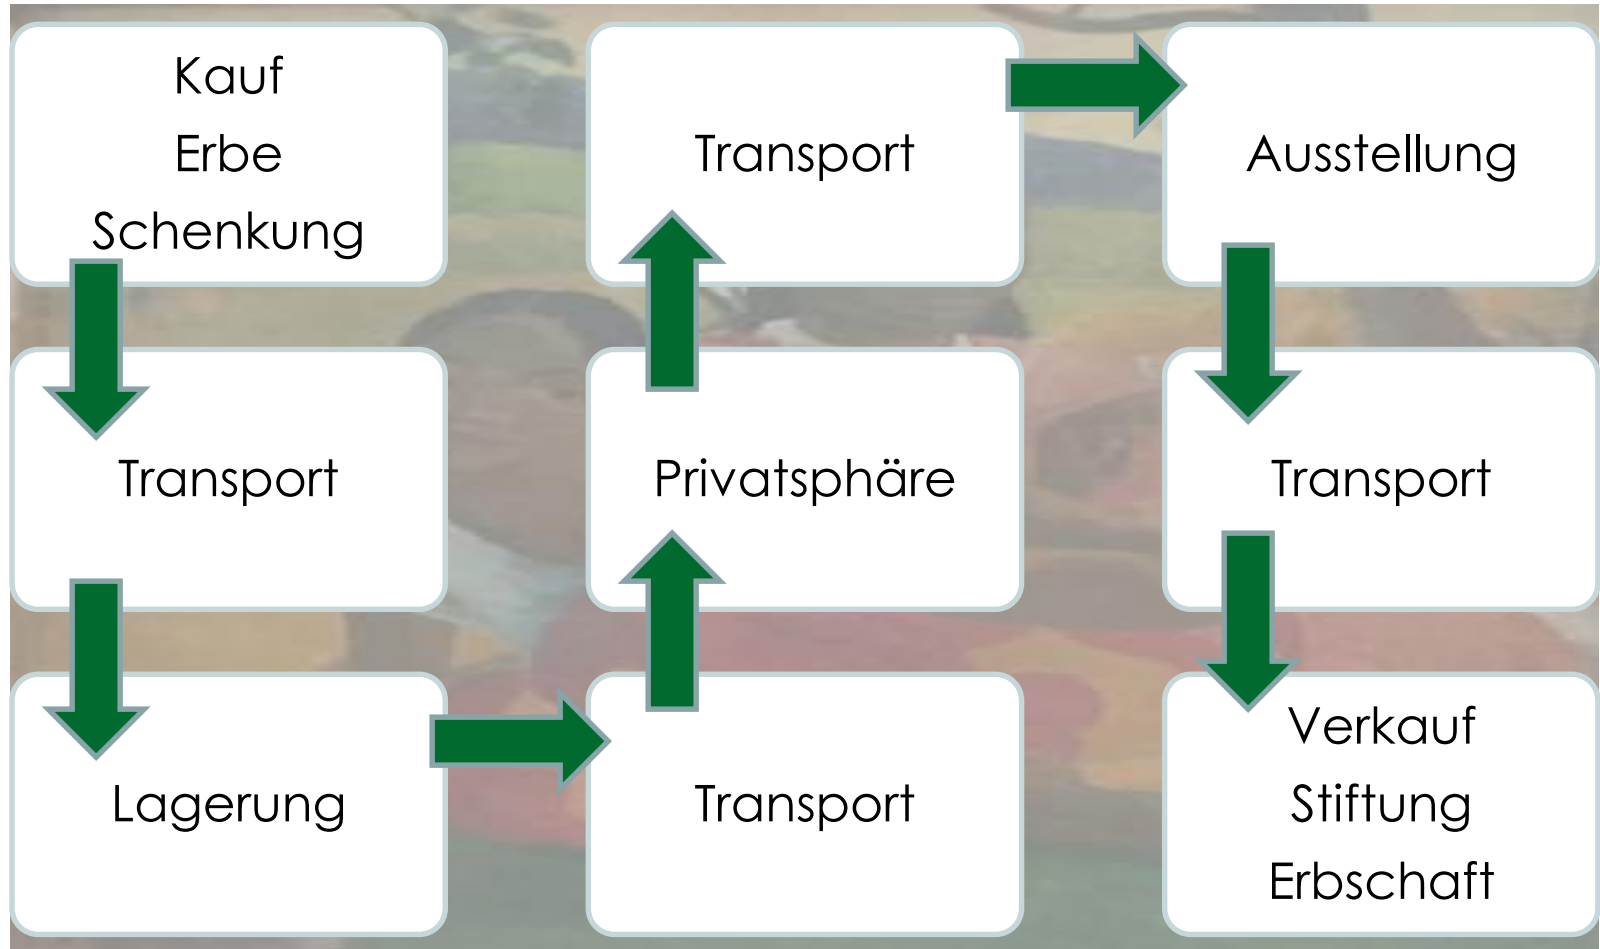 Kauf
Erbe
Schenkung
Transport
Lagerung
Transport
Privatsphäre
Transport
Ausstellung
Transport
Verkauf
Stiftung
Erbschaft